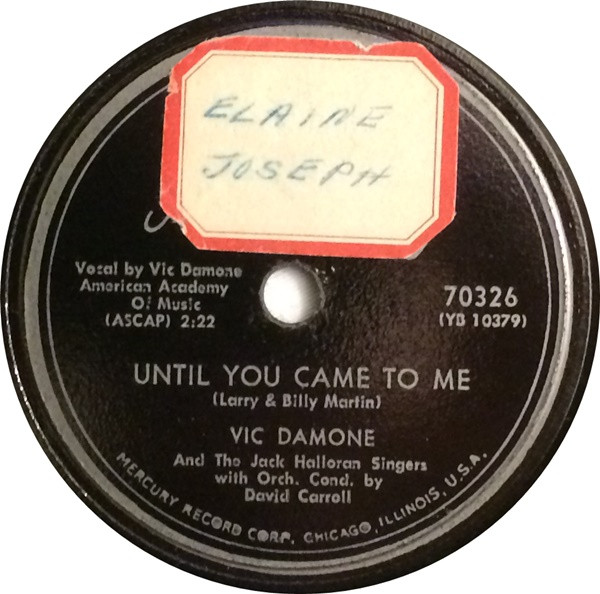 ELAINE
JOSEPH
Vocal by Vic Damone
American Academy
Of Music
(ASCAP) 2:22
70326
(YB 10379)
UNTIL YOU CAME TO ME
(Larry & Billy Martin)
VIC DAMONE
And The Jack Halloran Singers
with Orch. Cond. by
David Carroll
MERCURY RECORD CORP. CHICAGO, ILLINOIS, U.S.A.